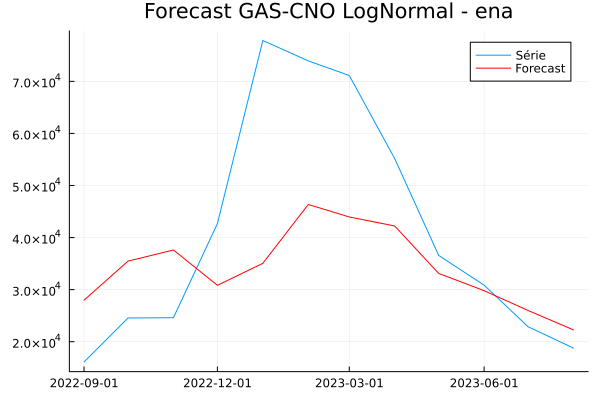 Forecast GAS-CNO LogNormal - ena
Série
Forecast
7.0×10⁴
6.0×10⁴
5.0×10⁴
4.0×10⁴
3.0×10⁴
2.0×10⁴
2022-09-01 2022-12-01 2023-03-01 2023-06-01